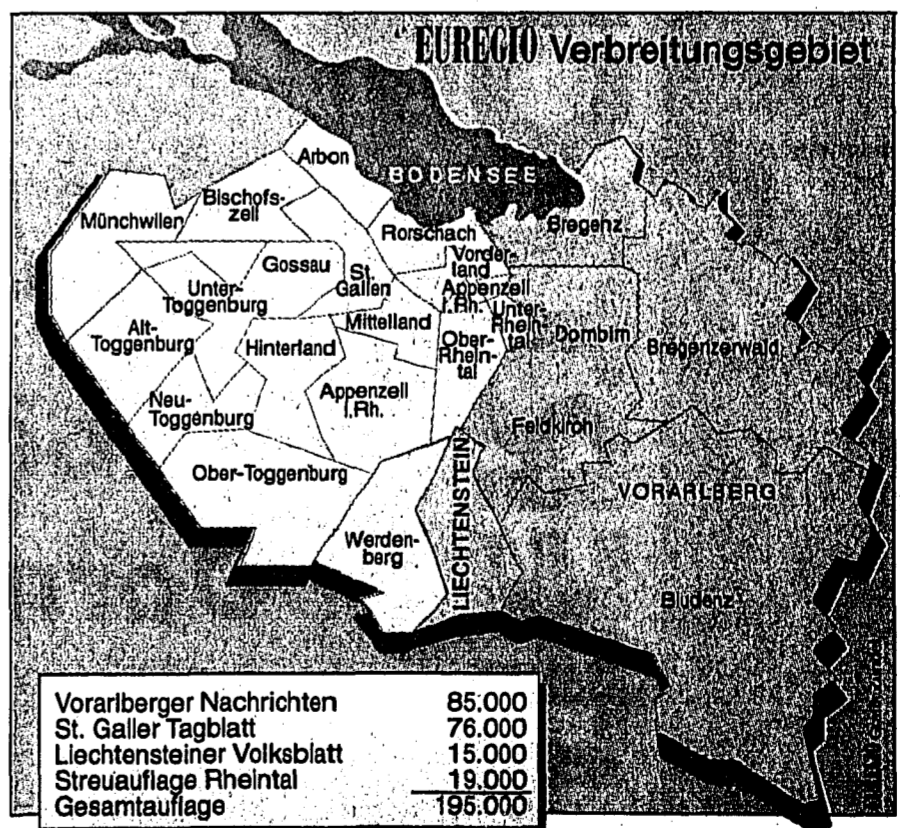 EUREGIO Verbreitungsgebiet
Arbon
BODENSEE
Bischofs-
zell
Münchwilen
Bregenz
Rorschach
Vorder-
land
Gossau
St.
Gallen
Unter-
Toggenburg
Appenzell
I.Rh.
Mittelland
Unter-
Rhein-
tal
Alt-
Toggenburg
Hinterland
Ober-
Rhein-
tal
Dornbirn
Bregenzerwald
Neu-
Toggenburg
Appenzell
I.Rh.
Feldkirch
Ober-Toggenburg
LIECHTENSTEIN
VORARLBERG
Werden-
berg
Bludenz
Vorarlberger Nachrichten 85.000
St. Galler Tagblatt 76.000
Liechtensteiner Volksblatt 15.000
Streuauflage Rheintal 19.000
Gesamtauflage 195.000